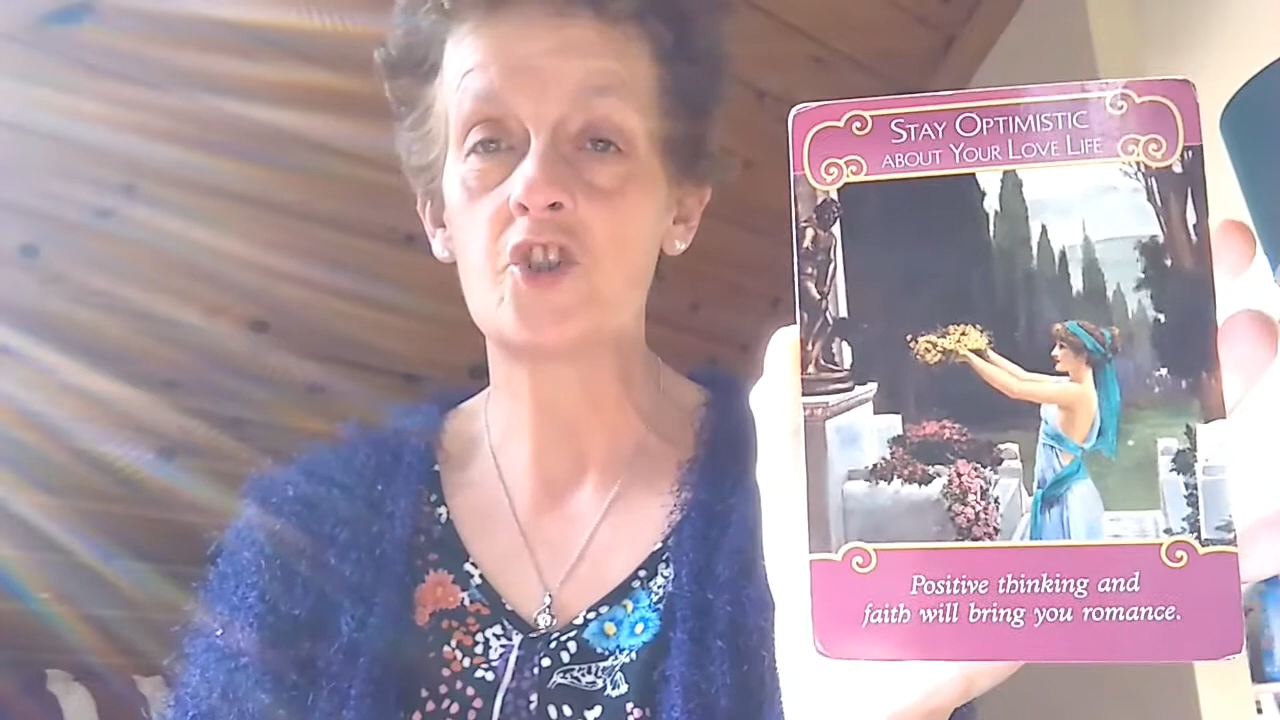 Stay Optimistic
about Your Love Life
Positive thinking and
faith will bring you romance.